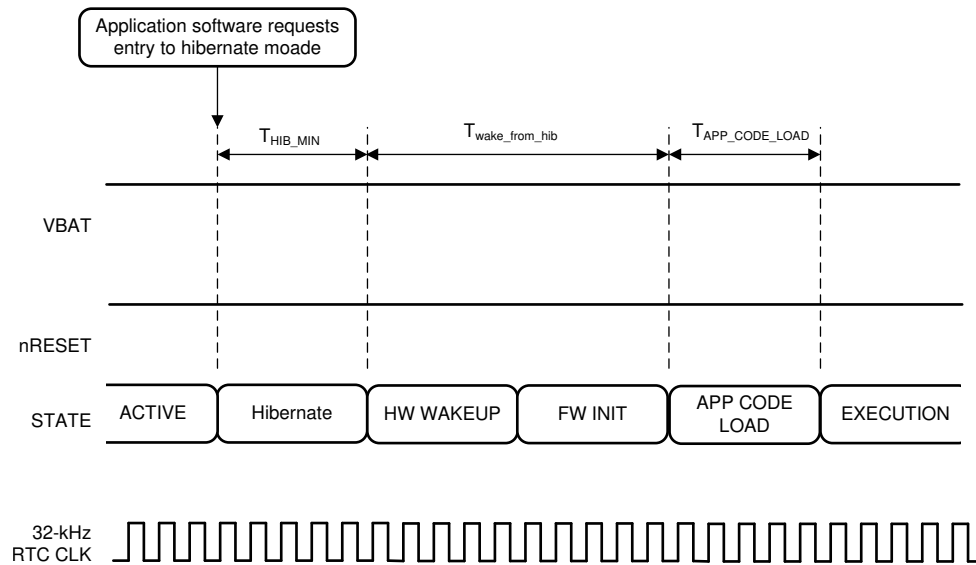 Application software requests
entry to hibernate moade
THIB_MIN
Twake_from_hib
TAPP_CODE_LOAD
VBAT
nRESET
STATE
ACTIVE
Hibernate
HW WAKEUP
FW INIT
APP CODE
LOAD
EXECUTION
32-kHz
RTC CLK